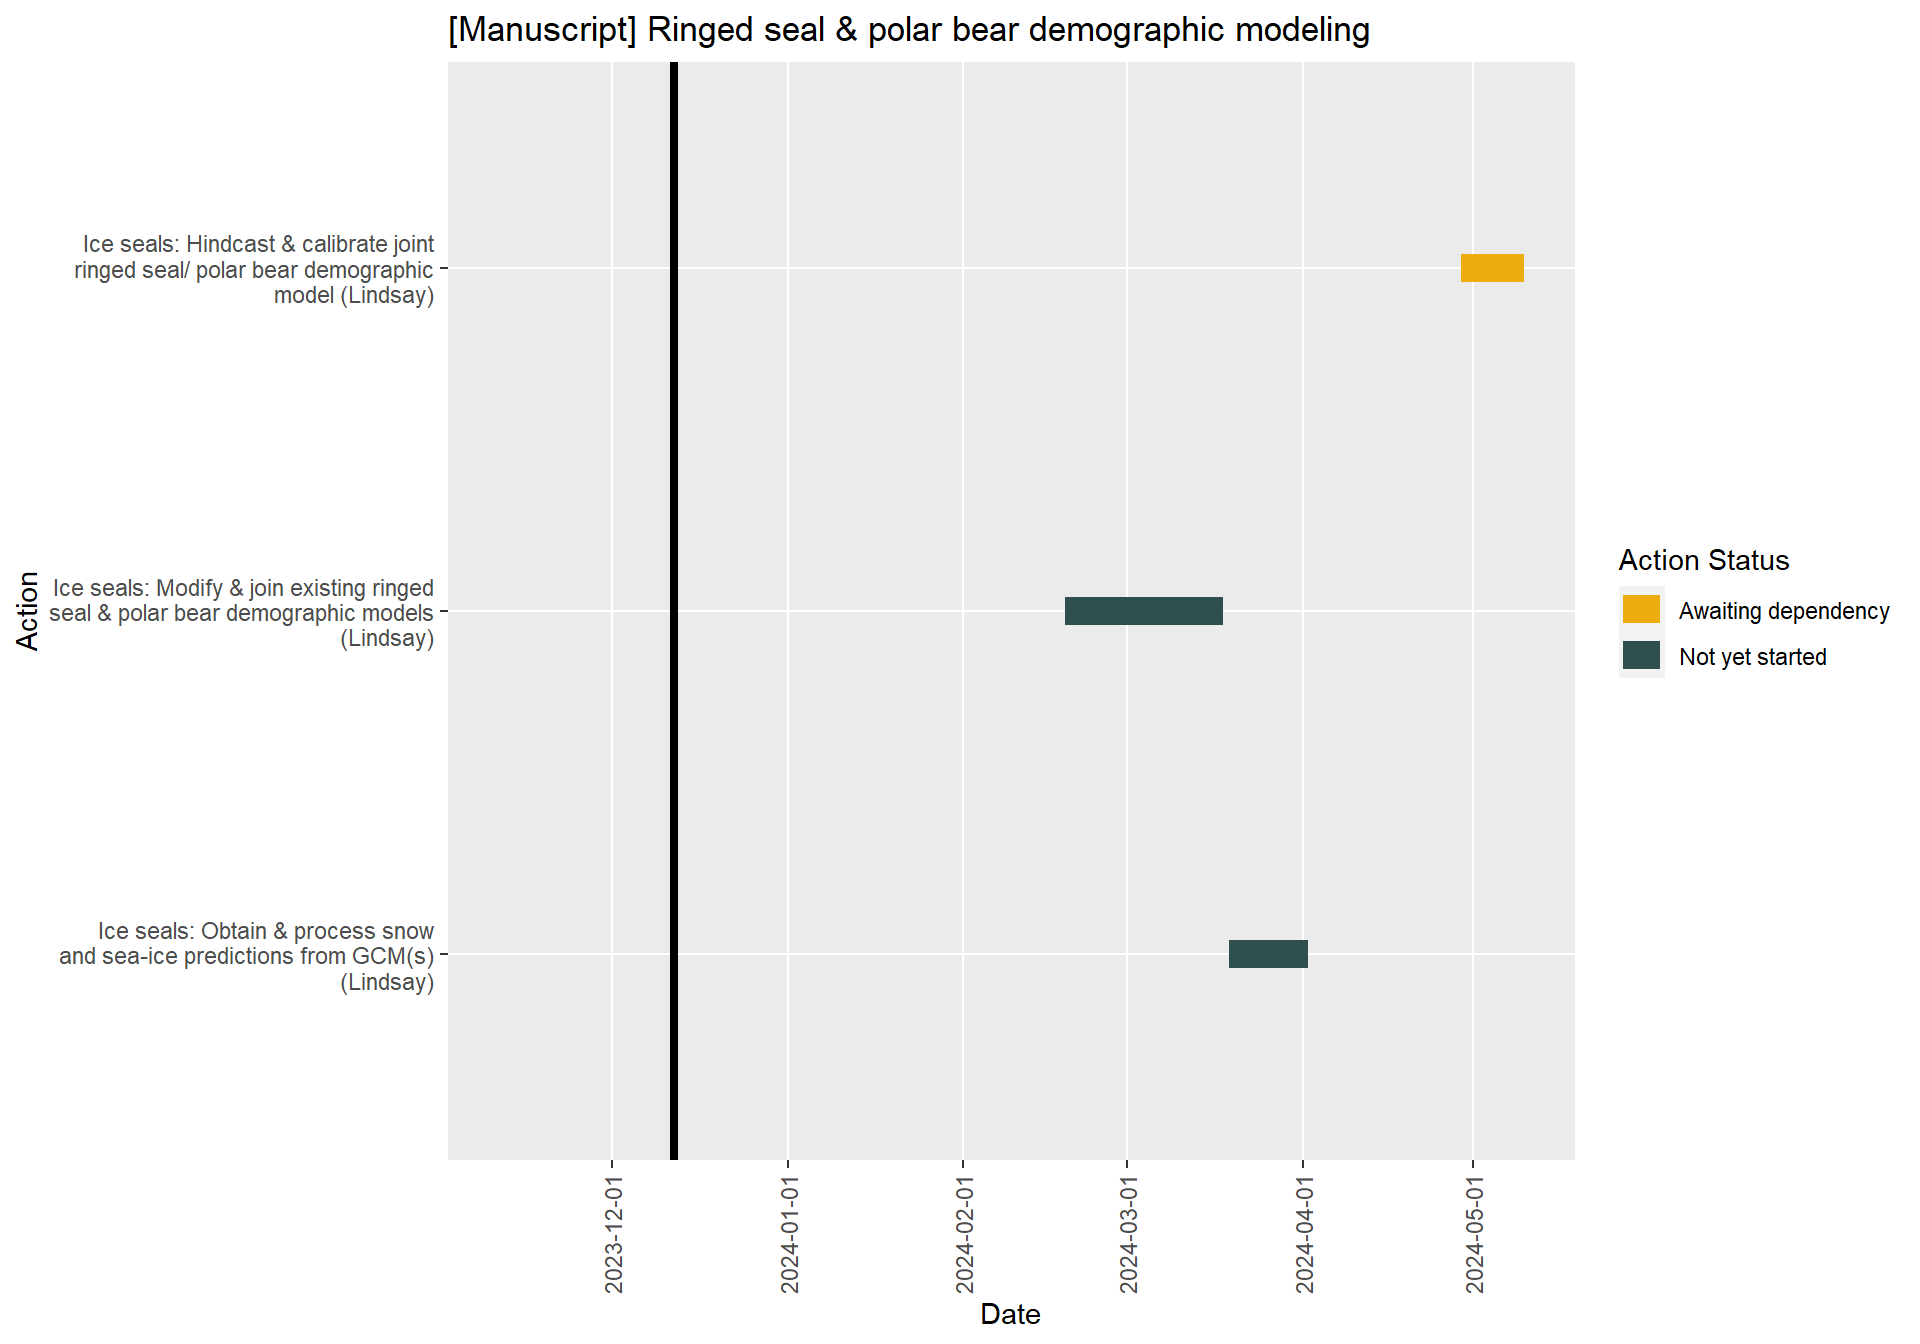 [Manuscript] Ringed seal & polar bear demographic modeling
Action
Ice seals: Hindcast & calibrate joint
ringed seal/ polar bear demographic
model (Lindsay)
Ice seals: Modify & join existing ringed
seal & polar bear demographic models
(Lindsay)
Ice seals: Obtain & process snow
and sea-ice predictions from GCM(s)
(Lindsay)
2023-12-01
2024-01-01
2024-02-01
2024-03-01
2024-04-01
2024-05-01
Date
Action Status
Awaiting dependency
Not yet started